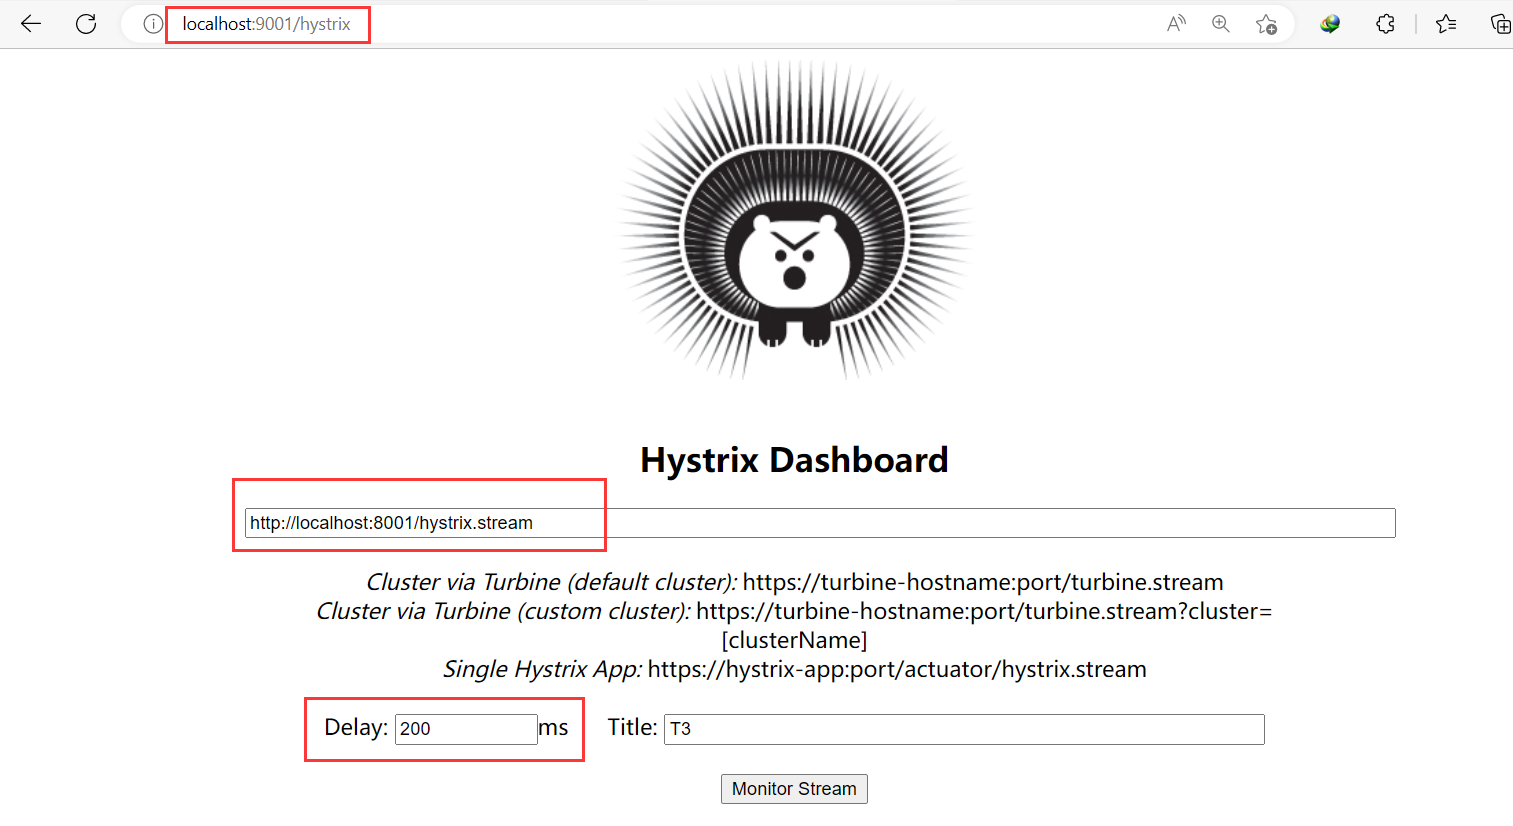 localhost:9001/hystrix
Hystrix Dashboard
http://localhost:8001/hystrix.stream
Cluster via Turbine (default cluster): https://turbine-hostname:port/turbine.stream
Cluster via Turbine (custom cluster): https://turbine-hostname:port/turbine.stream?cluster=
[clusterName]
Single Hystrix App: https://hystrix-app:port/actuator/hystrix.stream
Delay: 200 ms Title: T3
Monitor Stream